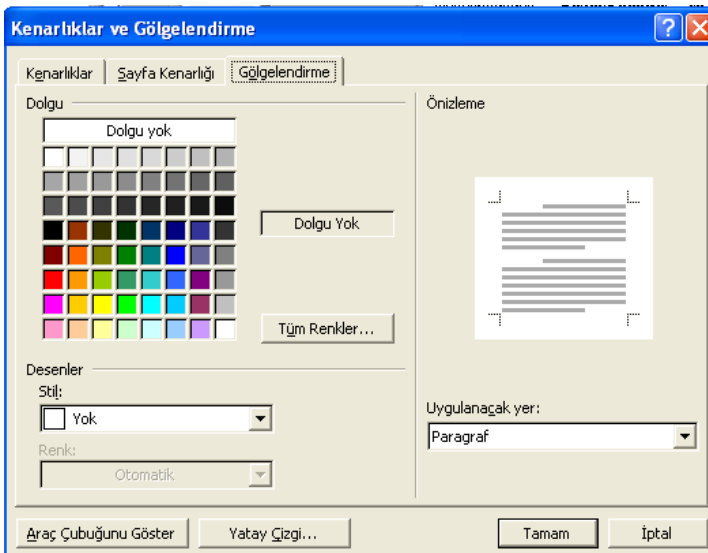 Kenarlıklar ve Gölgelendirme
Kenarlıklar
Sayfa Kenarlığı
Gölgelendirme
Dolgu
Dolgu yok
Dolgu Yok
Tüm Renkler...
Desenler
Stil:
Yok
Renk:
Otomatik
Önizleme
Uygulanacak yer:
Paragraf
Araç Çubuğunu Göster
Yatay Çizgi...
Tamam
İptal